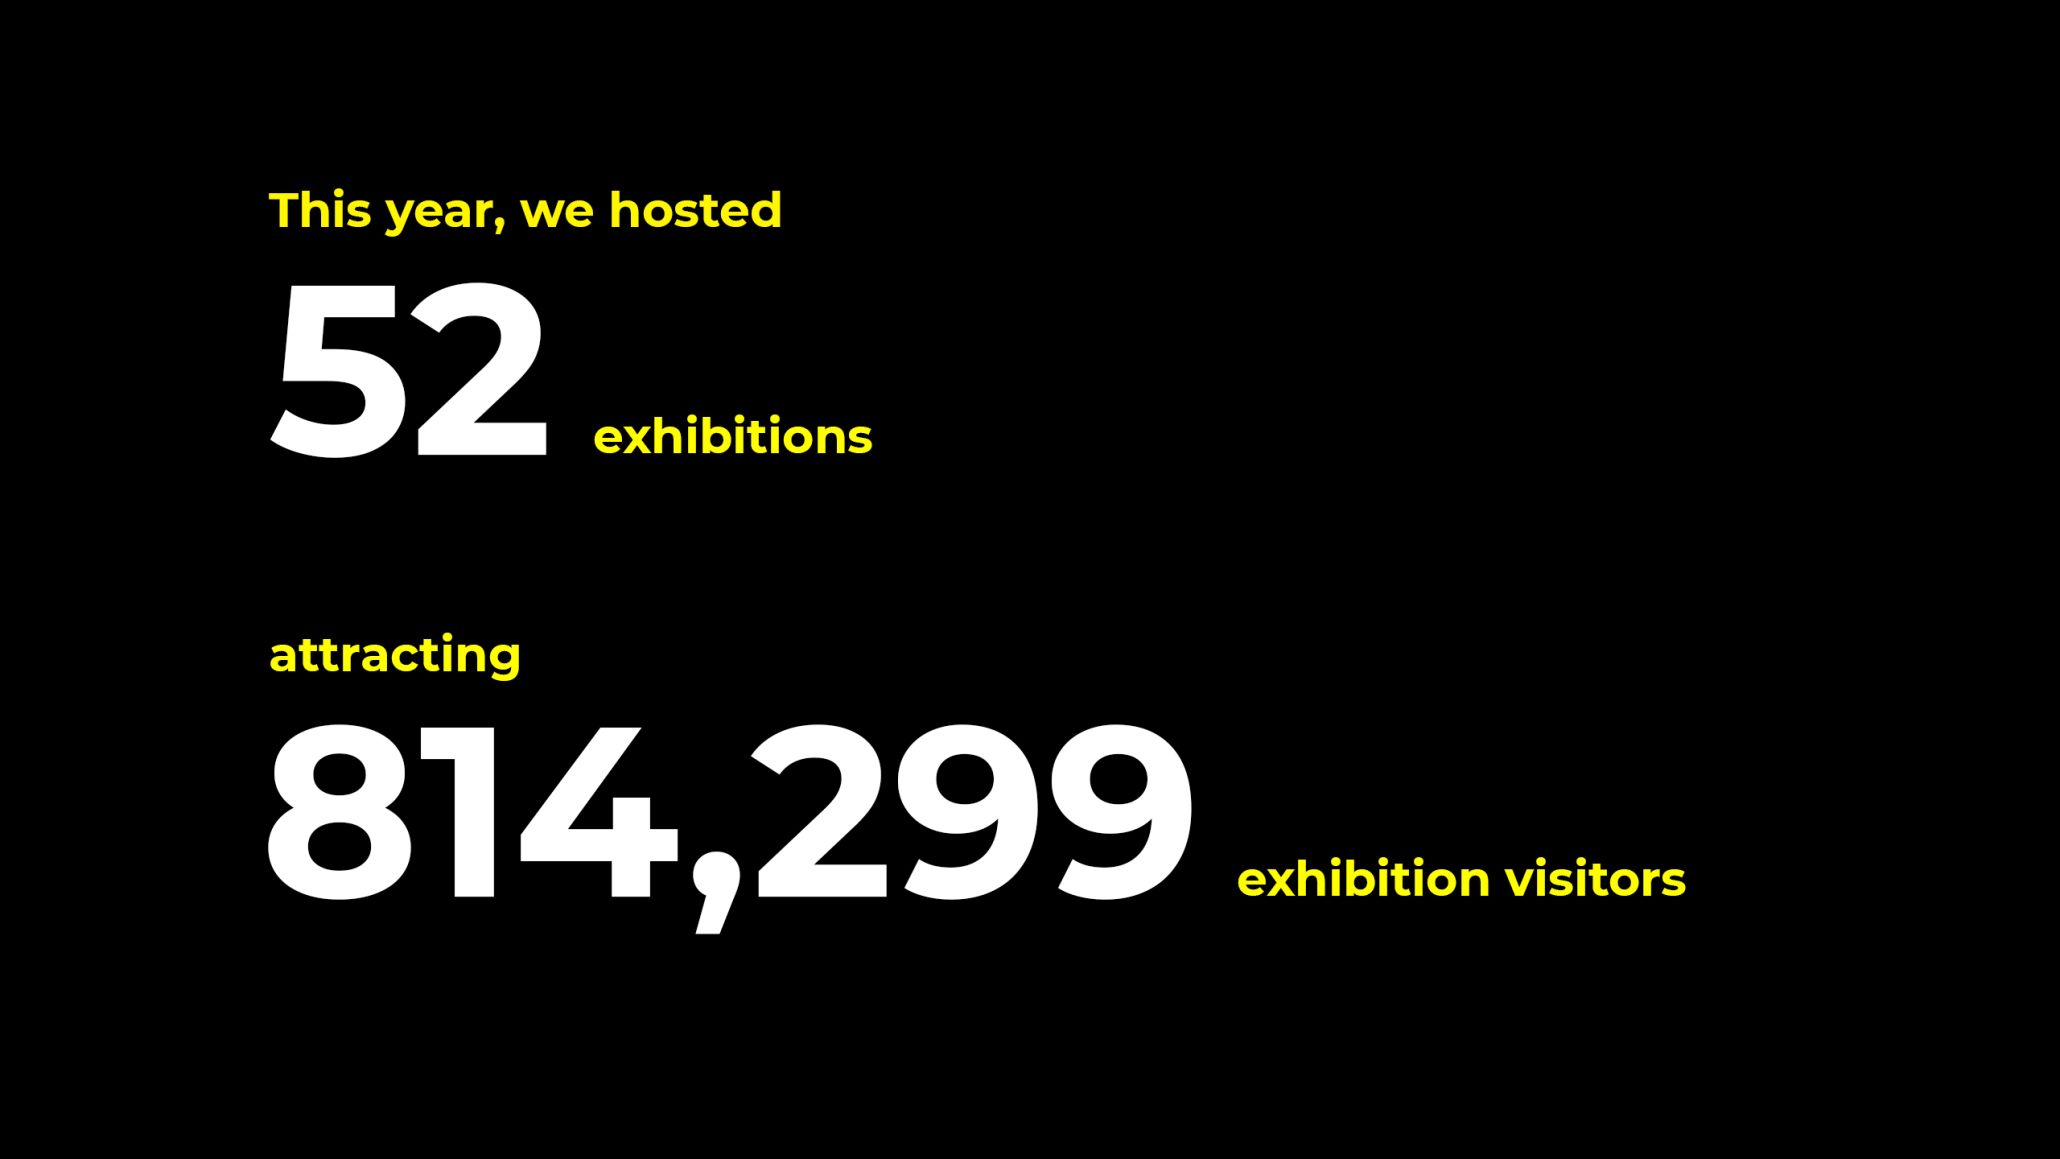 This year, we hosted
52 exhibitions
attracting
814,299 exhibition visitors